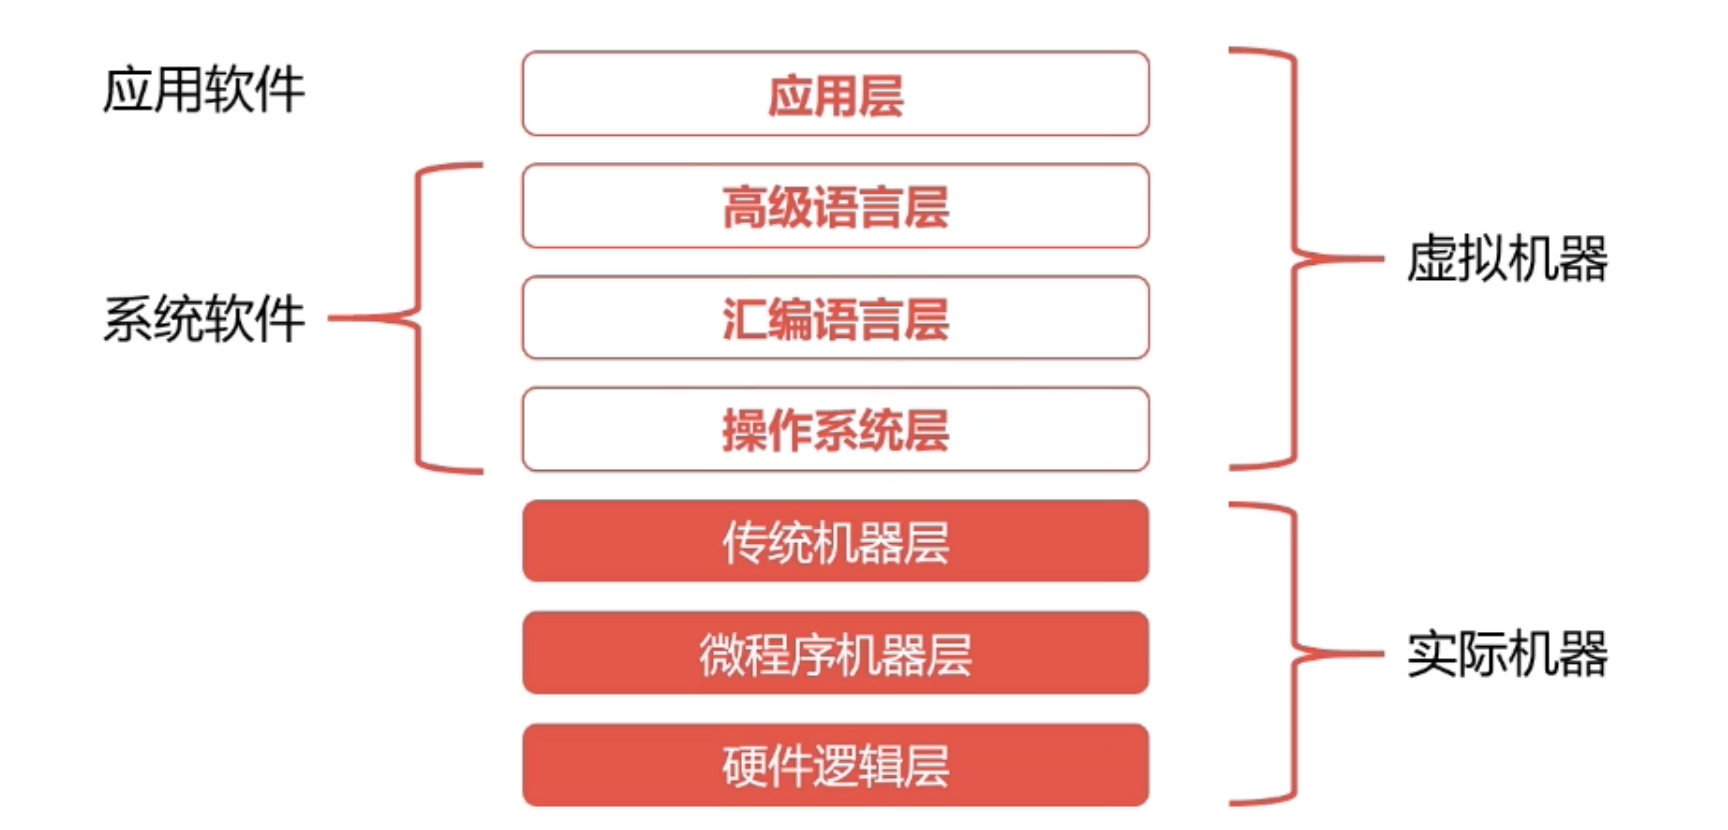 应用软件
应用层
高级语言层
系统软件
汇编语言层
操作系统层
虚拟机器
传统机器层
微程序机器层
硬件逻辑层
实际机器